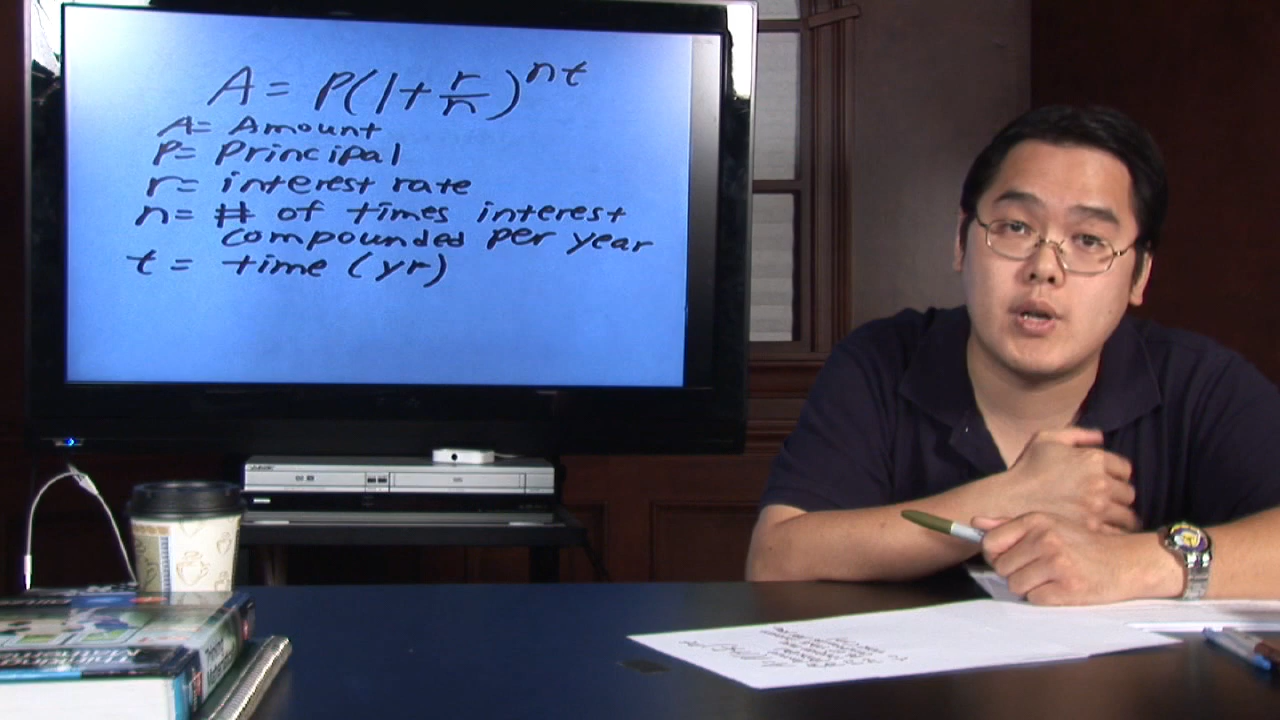 A = P(1+r/n)^nt
A= Amount
P= Principal
r= interest rate
n= # of times interest
compounded per year
t = time (yr)